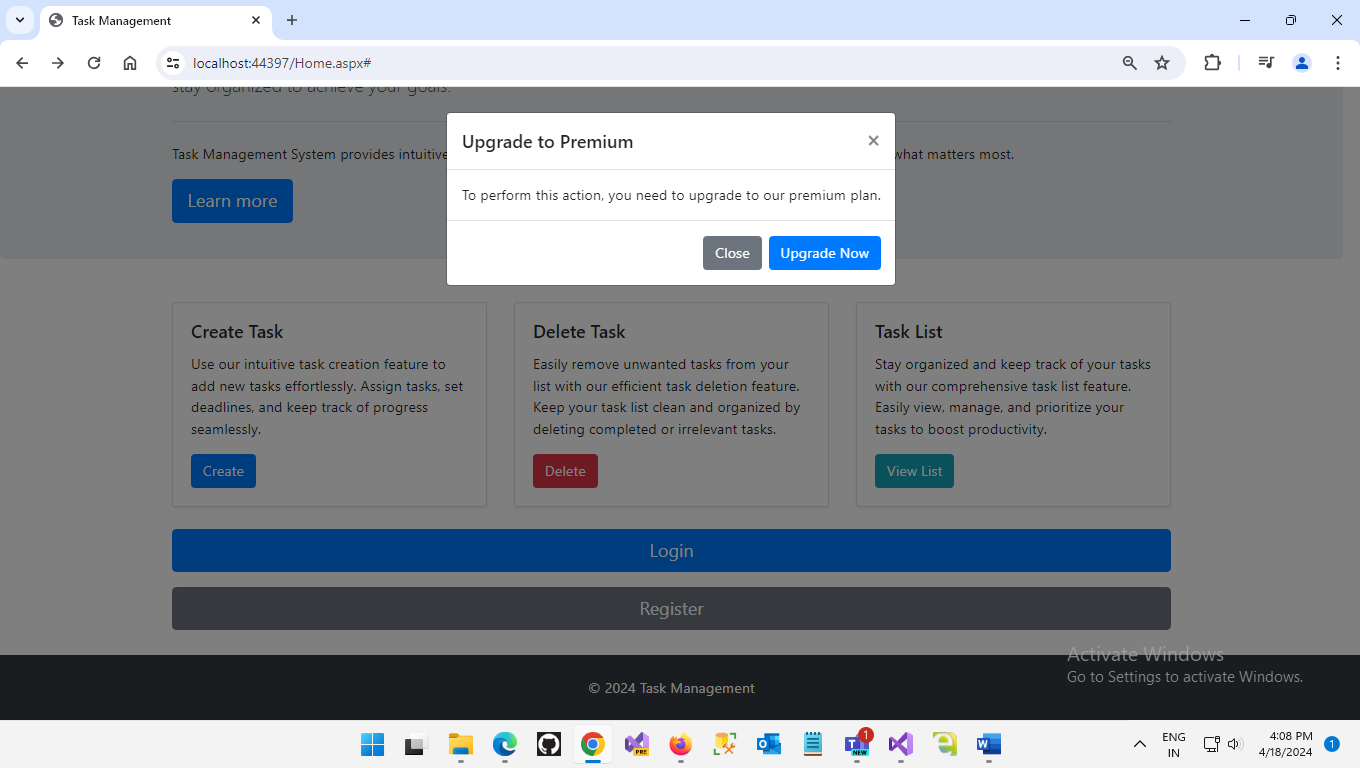 Task Management
localhost:44397/Home.aspx#
stay organized to achieve your goals.
Upgrade to Premium
×
Task Management System provides intuitive
what matters most.
To perform this action, you need to upgrade to our premium plan.
Learn more
Close
Upgrade Now
Create Task
Use our intuitive task creation feature to
add new tasks effortlessly. Assign tasks, set
deadlines, and keep track of progress
seamlessly.
Create
Delete Task
Easily remove unwanted tasks from your
list with our efficient task deletion feature.
Keep your task list clean and organized by
deleting completed or irrelevant tasks.
Delete
Task List
Stay organized and keep track of your tasks
with our comprehensive task list feature.
Easily view, manage, and prioritize your
tasks to boost productivity.
View List
Login
Register
Activate Windows
Go to Settings to activate Windows.
© 2024 Task Management
PRE
1
NEW
ENG
IN
4:08 PM
4/18/2024
1